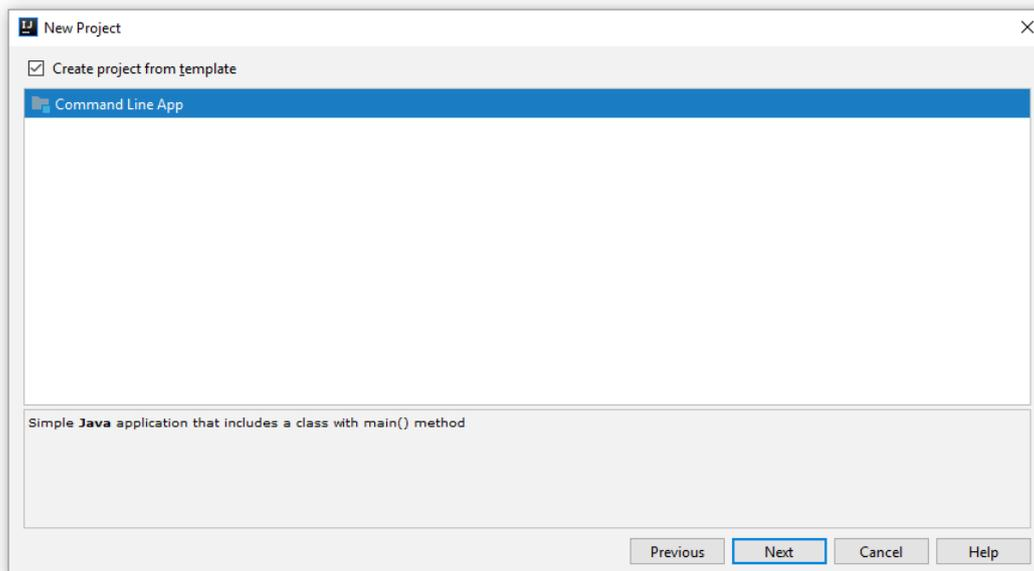 New Project
Create project from template
Command Line App
Simple Java application that includes a class with main() method
Previous Next Cancel Help